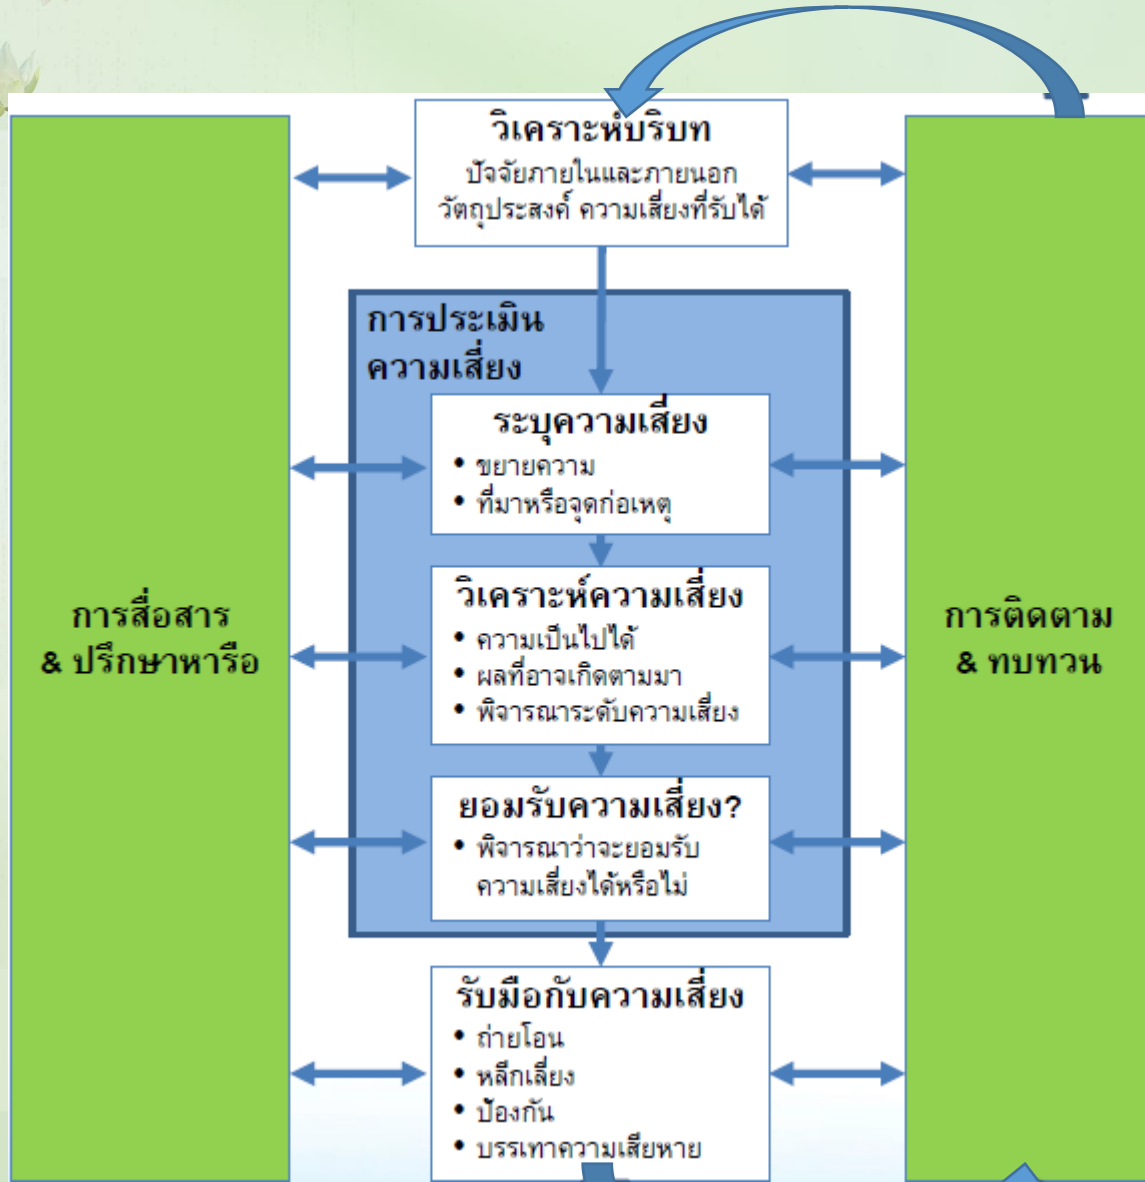 วิเคราะห์บริบท
ปัจจัยภายในและภายนอก
วัตถุประสงค์ ความเสี่ยงที่รับได้
การประเมิน
ความเสี่ยง
ระบุความเสี่ยง
• ขยายความ
• ที่มาหรือจุดก่อเหตุ
วิเคราะห์ความเสี่ยง
• ความเป็นไปได้
• ผลที่อาจเกิดตามมา
• พิจารณาระดับความเสี่ยง
ยอมรับความเสี่ยง?
• พิจารณาว่าจะยอมรับ
ความเสี่ยงได้หรือไม่
รับมือกับความเสี่ยง
• ถ่ายโอน
• หลีกเลี่ยง
• ป้องกัน
• บรรเทาความเสียหาย
การสื่อสาร
& ปรึกษาหารือ
การติดตาม
& ทบทวน